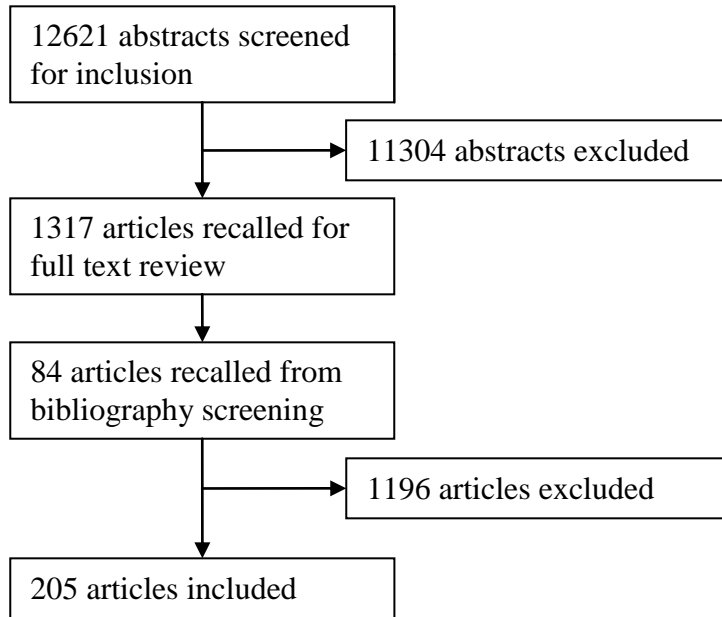 12621 abstracts screened
for inclusion
11304 abstracts excluded
1317 articles recalled for
full text review
84 articles recalled from
bibliography screening
1196 articles excluded
205 articles included